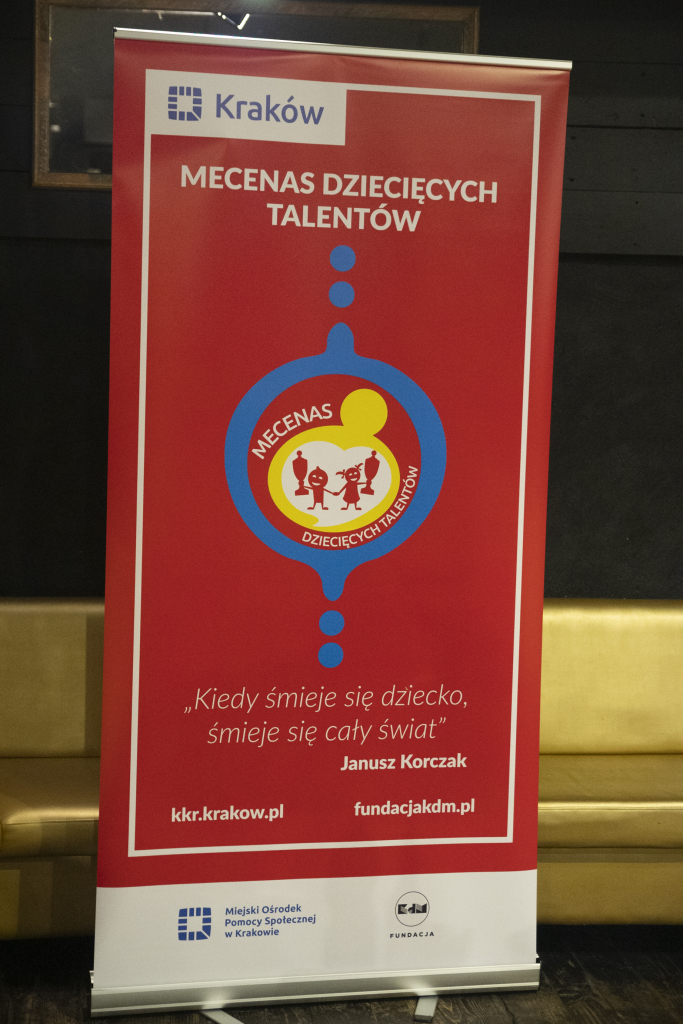 Kraków
MECENAS DZIECIĘCYCH
TALENTÓW
MECENAS
DZIECIĘCYCH TALENTÓW
„Kiedy śmieje się dziecko,
śmieje się cały świat”
Janusz Korczak
kkr.krakow.pl
fundacjakdm.pl
Miejski Ośrodek
Pomocy Społecznej
w Krakowie
KDM
FUNDACJA